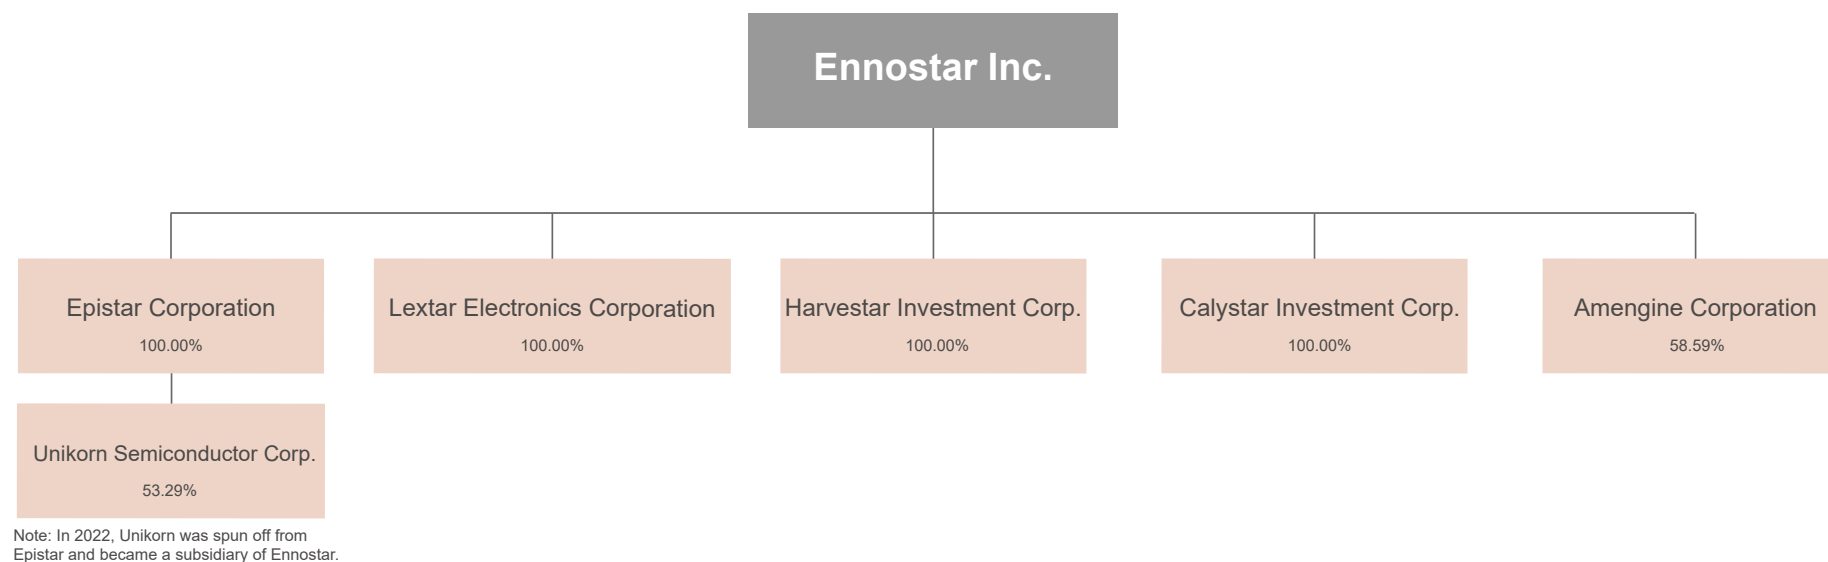 Ennostar Inc.
Epistar Corporation
100.00%
Lextar Electronics Corporation
100.00%
Harvestar Investment Corp.
100.00%
Calystar Investment Corp.
100.00%
Amengine Corporation
58.59%
Unikorn Semiconductor Corp.
53.29%
Note: In 2022, Unikorn was spun off from
Epistar and became a subsidiary of Ennostar.